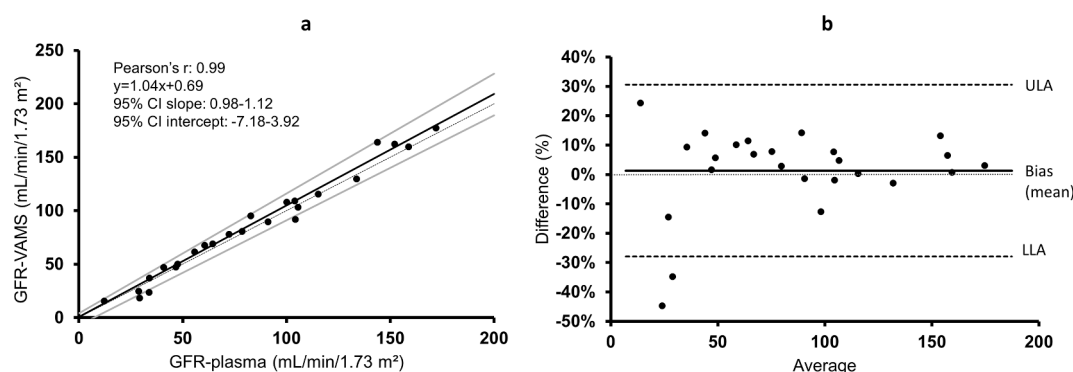 a
250
200
150
100
50
0
GFR-VAMS (mL/min/1.73 m²)
Pearson's r: 0.99
y=1.04x+0.69
95% CI slope: 0.98-1.12
95% CI intercept: -7.18-3.92
0 50 100 150 200
GFR-plasma (mL/min/1.73 m²)
b
40%
30%
20%
10%
0%
-10%
-20%
-30%
-40%
-50%
Difference (%)
ULA
Bias
(mean)
LLA
0 50 100 150 200
Average